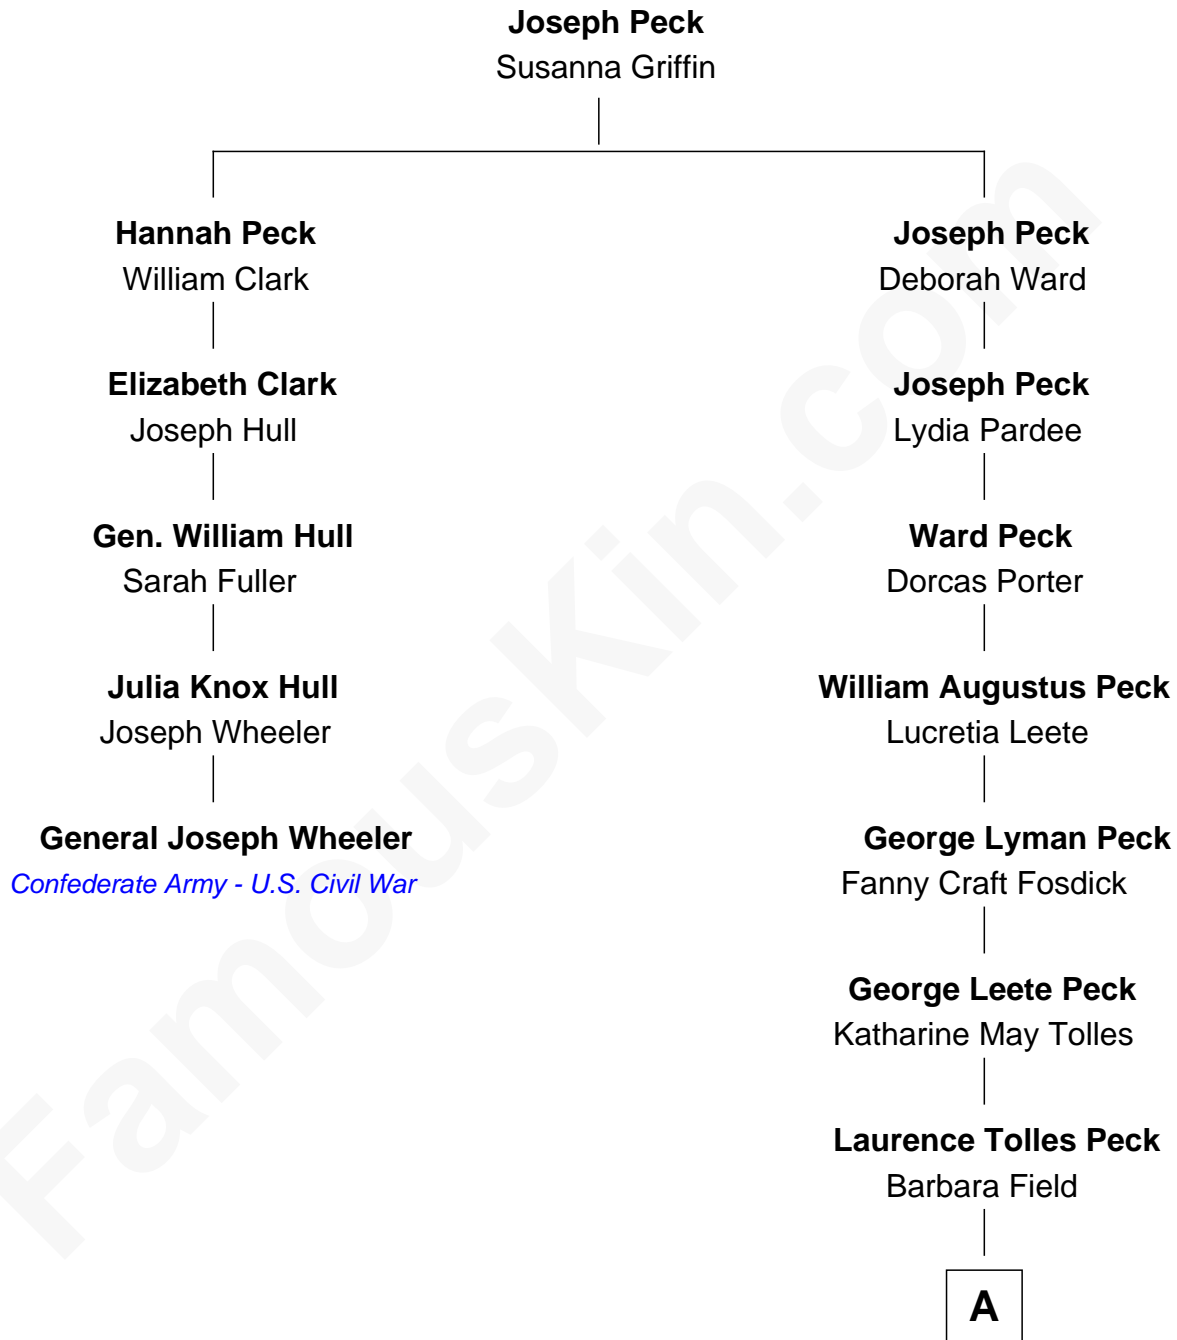 Joseph Peck
Susanna Griffin
Hannah Peck
William Clark
Elizabeth Clark
Joseph Hull
Gen. William Hull
Sarah Fuller
Julia Knox Hull
Joseph Wheeler
General Joseph Wheeler
Confederate Army - U.S. Civil War
Joseph Peck
Deborah Ward
Joseph Peck
Lydia Pardee
Ward Peck
Dorcas Porter
William Augustus Peck
Lucretia Leete
George Lyman Peck
Fanny Craft Fosdick
George Leete Peck
Katharine May Tolles
Laurence Tolles Peck
Barbara Field
A
FamousKin.com